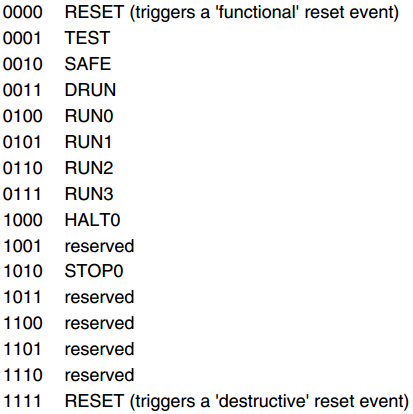 0000 RESET (triggers a 'functional' reset event)
0001 TEST
0010 SAFE
0011 DRUN
0100 RUN0
0101 RUN1
0110 RUN2
0111 RUN3
1000 HALT0
1001 reserved
1010 STOP0
1011 reserved
1100 reserved
1101 reserved
1110 reserved
1111 RESET (triggers a 'destructive' reset event)